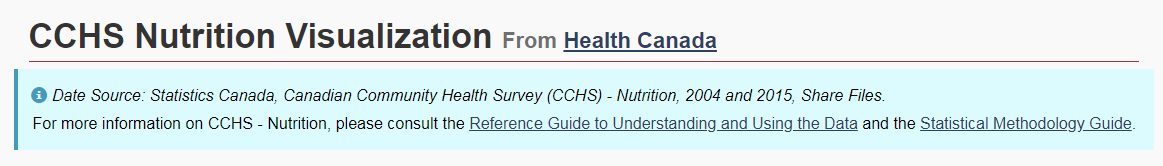 CCHS Nutrition Visualization From Health Canada
Date Source: Statistics Canada, Canadian Community Health Survey (CCHS) - Nutrition, 2004 and 2015, Share Files.
For more information on CCHS - Nutrition, please consult the Reference Guide to Understanding and Using the Data and the Statistical Methodology Guide.